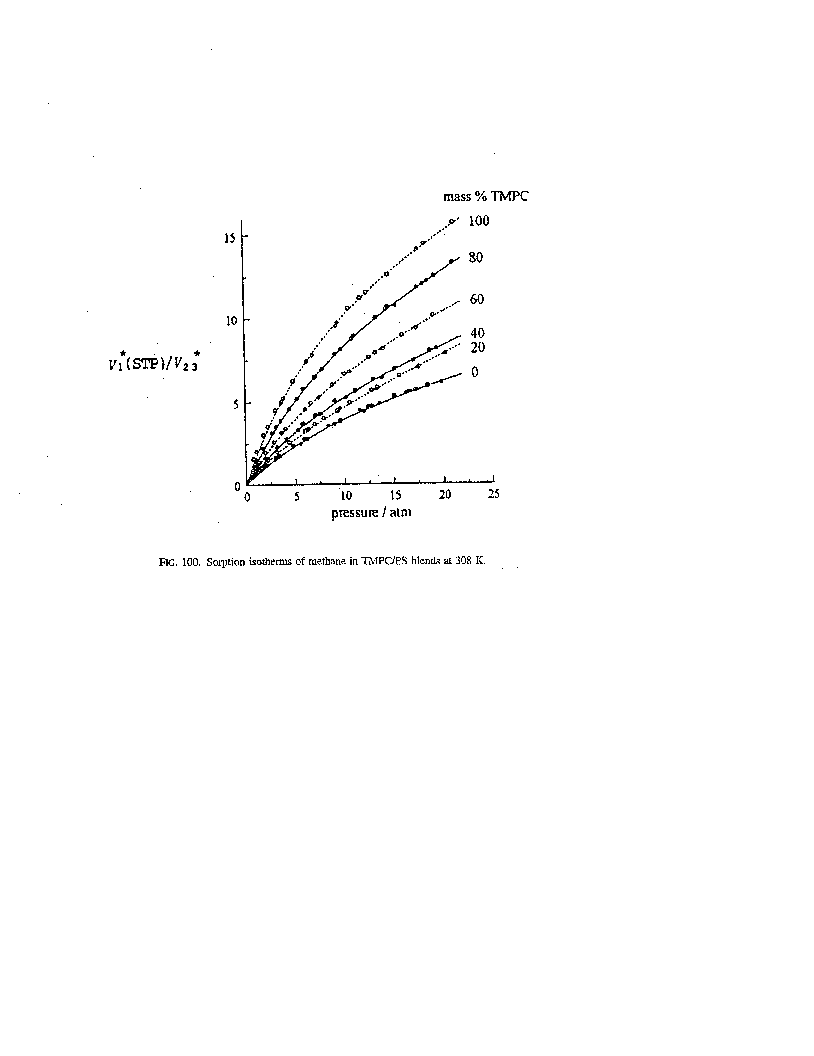 mass % TMPC
100
15
80
60
10
40
20
V₁*(STP)/V₂₃*
0
5
0
0 5 10 15 20 25
pressure / atm
FIG. 100. Sorption isotherms of methane in TMPC/PS blends at 308 K.